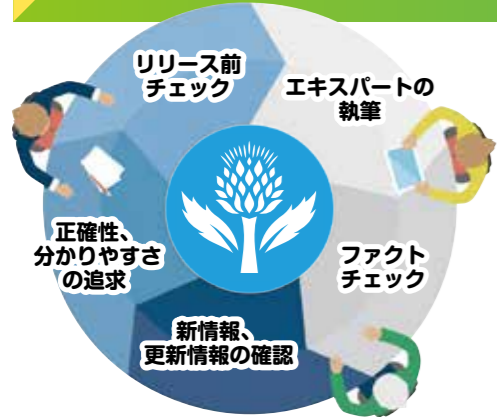 リリース前
チェック
エキスパートの
執筆
ファクト
チェック
新情報、
更新情報の確認
正確性、
分かりやすさ
の追求